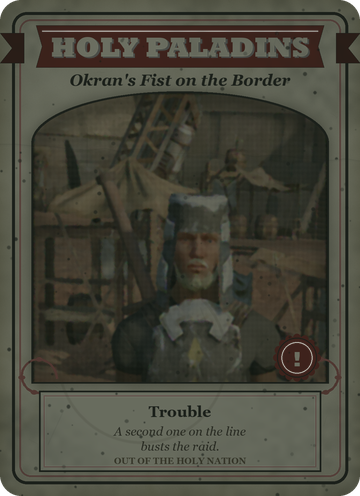 HOLY PALADINS
Okran's Fist on the Border
!
Trouble
A second one on the line
busts the raid.
OUT OF THE HOLY NATION